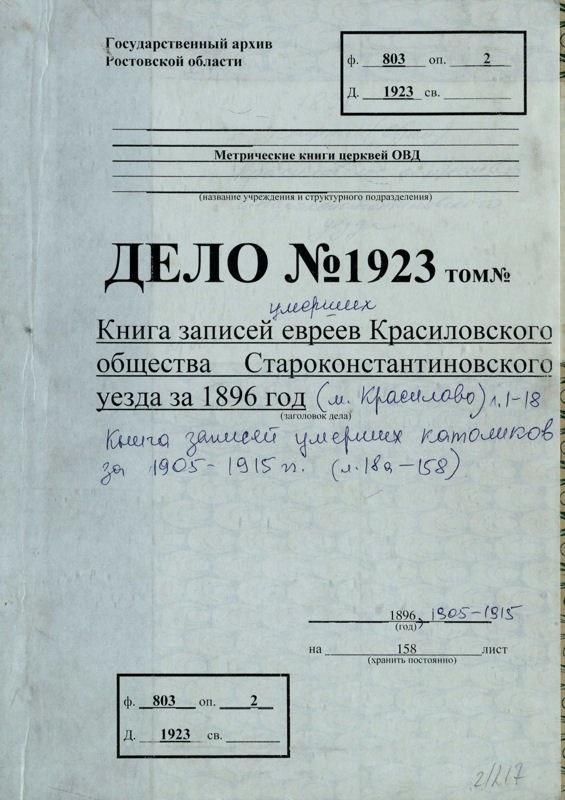 Государственный архив
Ростовской области
ф. 803 оп. 2
Д. 1923 св.
Метрические книги церквей ОВД
(название учреждения и структурного подразделения)
ДЕЛО №1923 том№
умерших
Книга записей евреев Красиловского
общества Староконстантиновского
уезда за 1896 год (м. Красилово) л.1-18
(заголовок дела)
Книга записей умерших католиков
за 1905-1915 гг. (л.18а-158)
1896, 1905-1915
(год)
на 158 лист
(хранить постоянно)
ф. 803 оп. 2
Д. 1923 св.
2/217